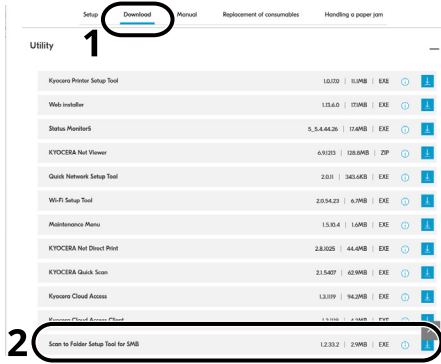 Setup Download Manual Replacement of consumables Handling a paper jam
1
Utility
Kyocera Printer Setup Tool 1.0.17.0 | 11.1MB | EXE
Web installer 1.13.6.0 | 17.1MB | EXE
Status Monitor5 5_5.4.44.26 | 17.4MB | EXE
KYOCERA Net Viewer 6.9.1213 | 128.8MB | ZIP
Quick Network Setup Tool 2.0.11 | 343.6KB | EXE
Wi-Fi Setup Tool 2.0.54.23 | 6.7MB | EXE
Maintenance Menu 1.5.10.4 | 1.6MB | EXE
KYOCERA Net Direct Print 2.8.1025 | 44.4MB | EXE
KYOCERA Quick Scan 2.1.5407 | 62.9MB | EXE
Kyocera Cloud Access 1.3.1119 | 94.2MB | EXE
Kyocera Cloud Access Client EXE
2
Scan to Folder Setup Tool for SMB 1.2.33.2 | 2.9MB | EXE